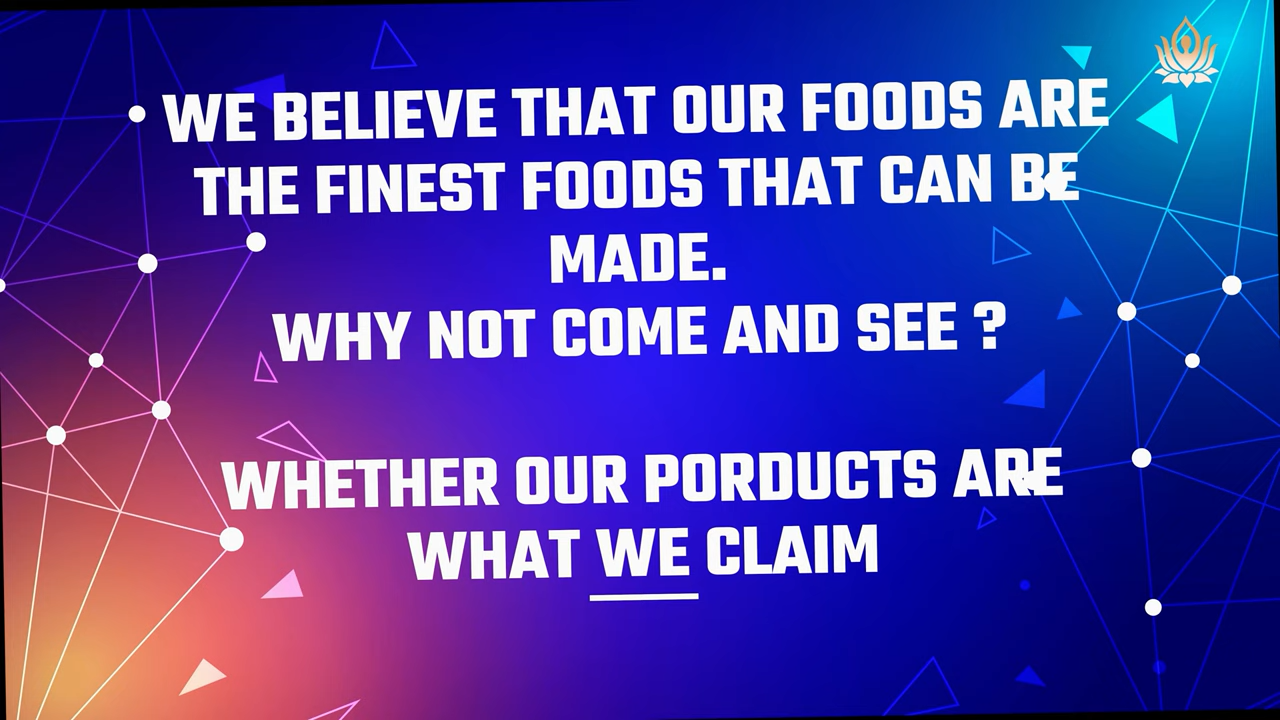 WE BELIEVE THAT OUR FOODS ARE
THE FINEST FOODS THAT CAN BE
MADE.
WHY NOT COME AND SEE ?
WHETHER OUR PORDUCTS ARE
WHAT WE CLAIM